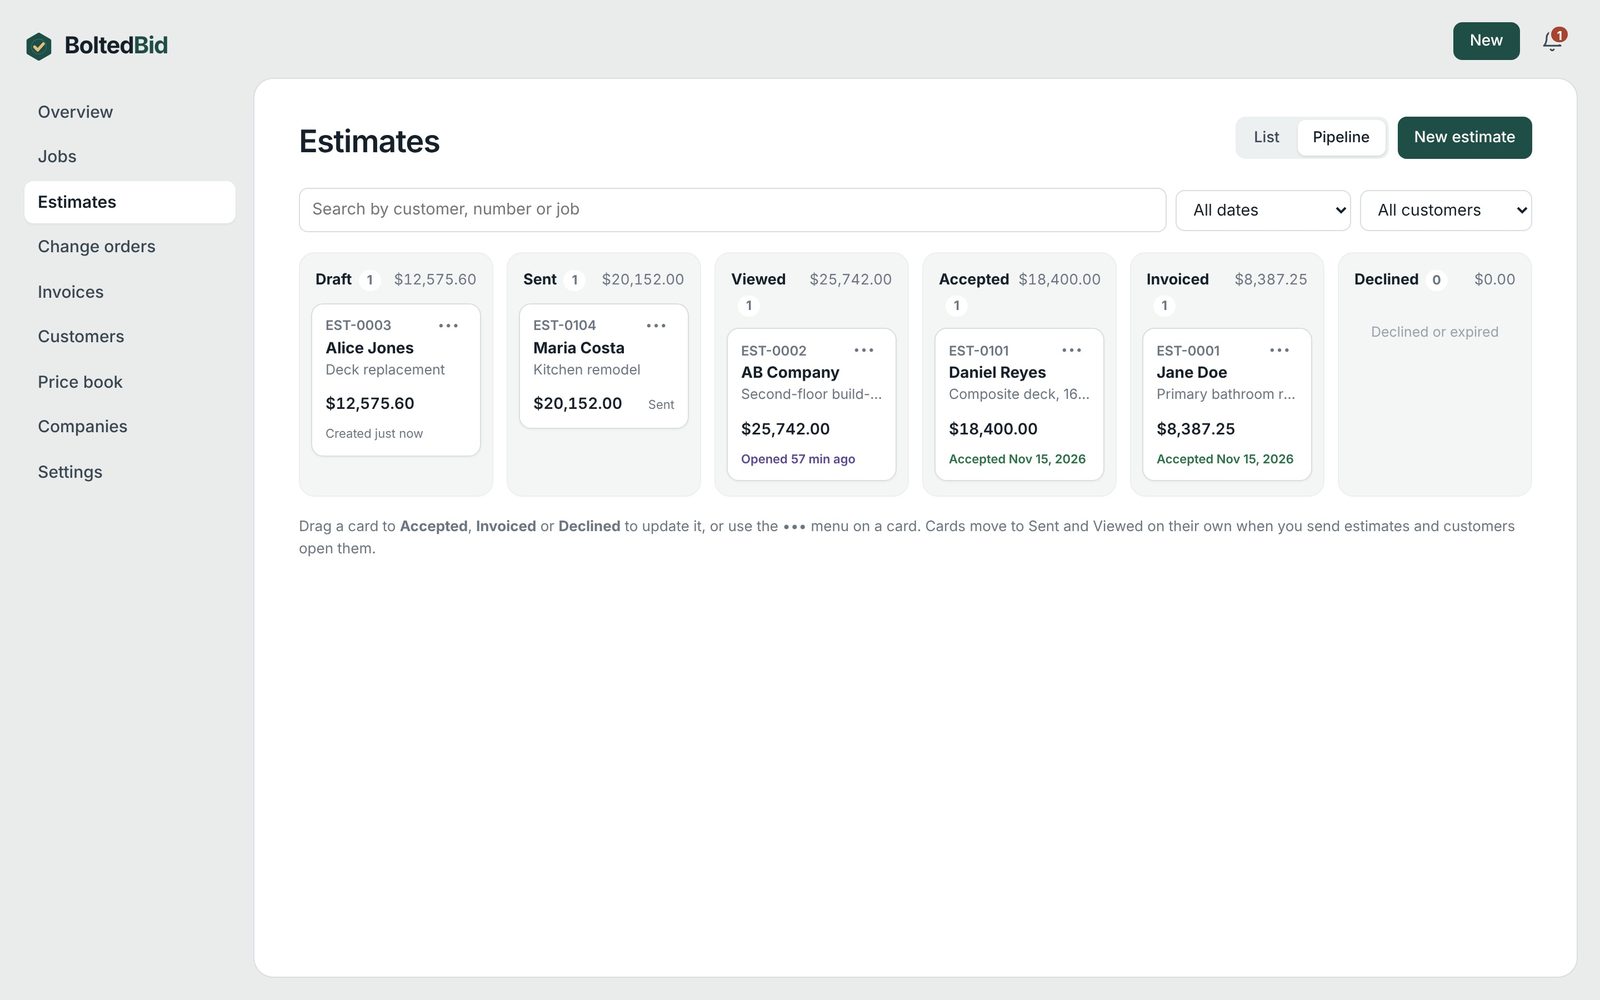 BoltedBid
New
1
Overview
Jobs
Estimates
Change orders
Invoices
Customers
Price book
Companies
Settings
Estimates
List
Pipeline
New estimate
Search by customer, number or job
All dates
All customers
Draft 1 $12,575.60
EST-0003 •••
Alice Jones
Deck replacement
$12,575.60
Created just now
Sent 1 $20,152.00
EST-0104 •••
Maria Costa
Kitchen remodel
$20,152.00 Sent
Viewed $25,742.00
1
EST-0002 •••
AB Company
Second-floor build-...
$25,742.00
Opened 57 min ago
Accepted $18,400.00
1
EST-0101 •••
Daniel Reyes
Composite deck, 16...
$18,400.00
Accepted Nov 15, 2026
Invoiced $8,387.25
1
EST-0001 •••
Jane Doe
Primary bathroom r...
$8,387.25
Accepted Nov 15, 2026
Declined 0 $0.00
Declined or expired
Drag a card to Accepted, Invoiced or Declined to update it, or use the ••• menu on a card. Cards move to Sent and Viewed on their own when you send estimates and customers
open them.